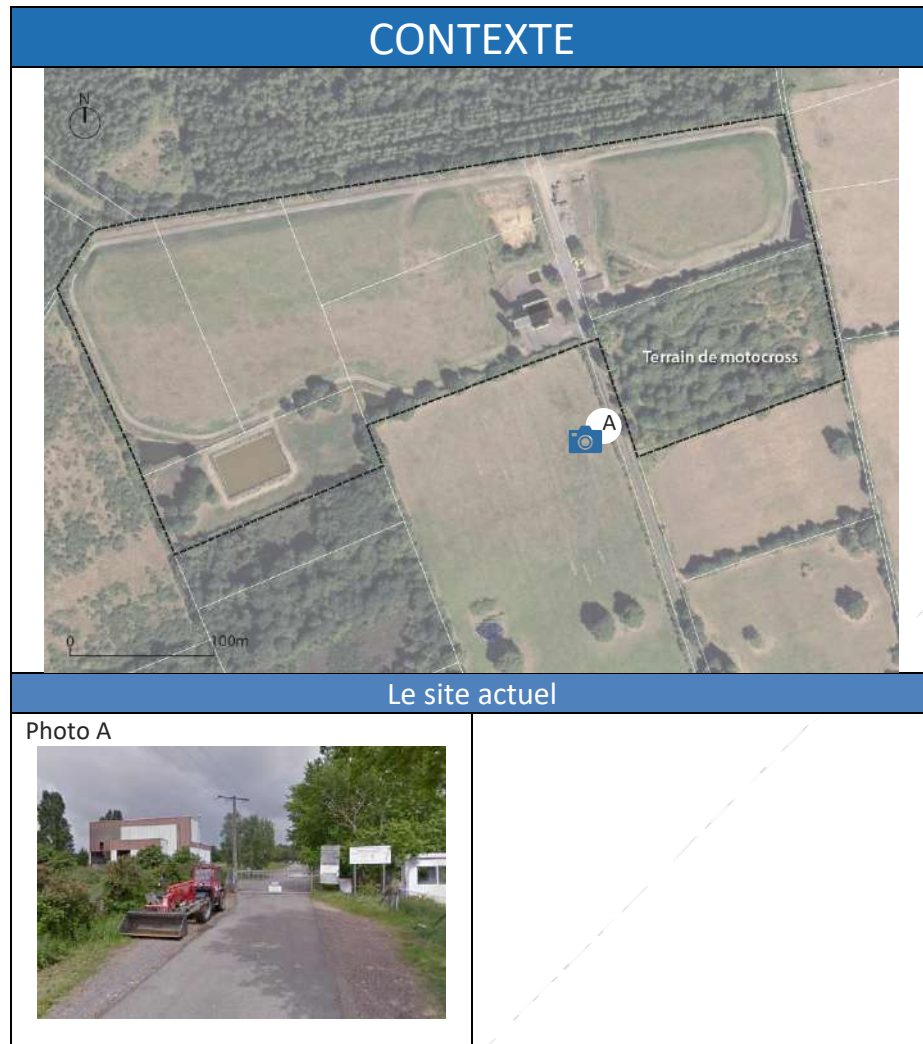 CONTEXTE
N
Terrain de motocross
A
0 100m
Le site actuel
Photo A